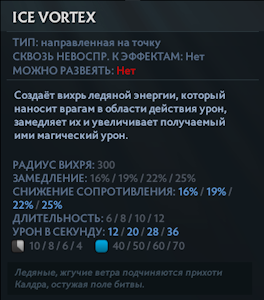 ICE VORTEX
ТИП: направленная на точку
СКВОЗЬ НЕВОСПР. К ЭФФЕКТАМ: Нет
МОЖНО РАЗВЕЯТЬ: Нет
Создаёт вихрь ледяной энергии, который
наносит врагам в области действия урон,
замедляет их и увеличивает получаемый
ими магический урон.
РАДИУС ВИХРЯ: 300
ЗАМЕДЛЕНИЕ: 16% / 19% / 22% / 25%
СНИЖЕНИЕ СОПРОТИВЛЕНИЯ: 16% / 19% /
22% / 25%
ДЛИТЕЛЬНОСТЬ: 6 / 8 / 10 / 12
УРОН В СЕКУНДУ: 12 / 20 / 28 / 36
10 / 8 / 6 / 4 40 / 50 / 60 / 70
Ледяные, жгучие ветра подчиняются прихоти
Калдра, остужая поле битвы.